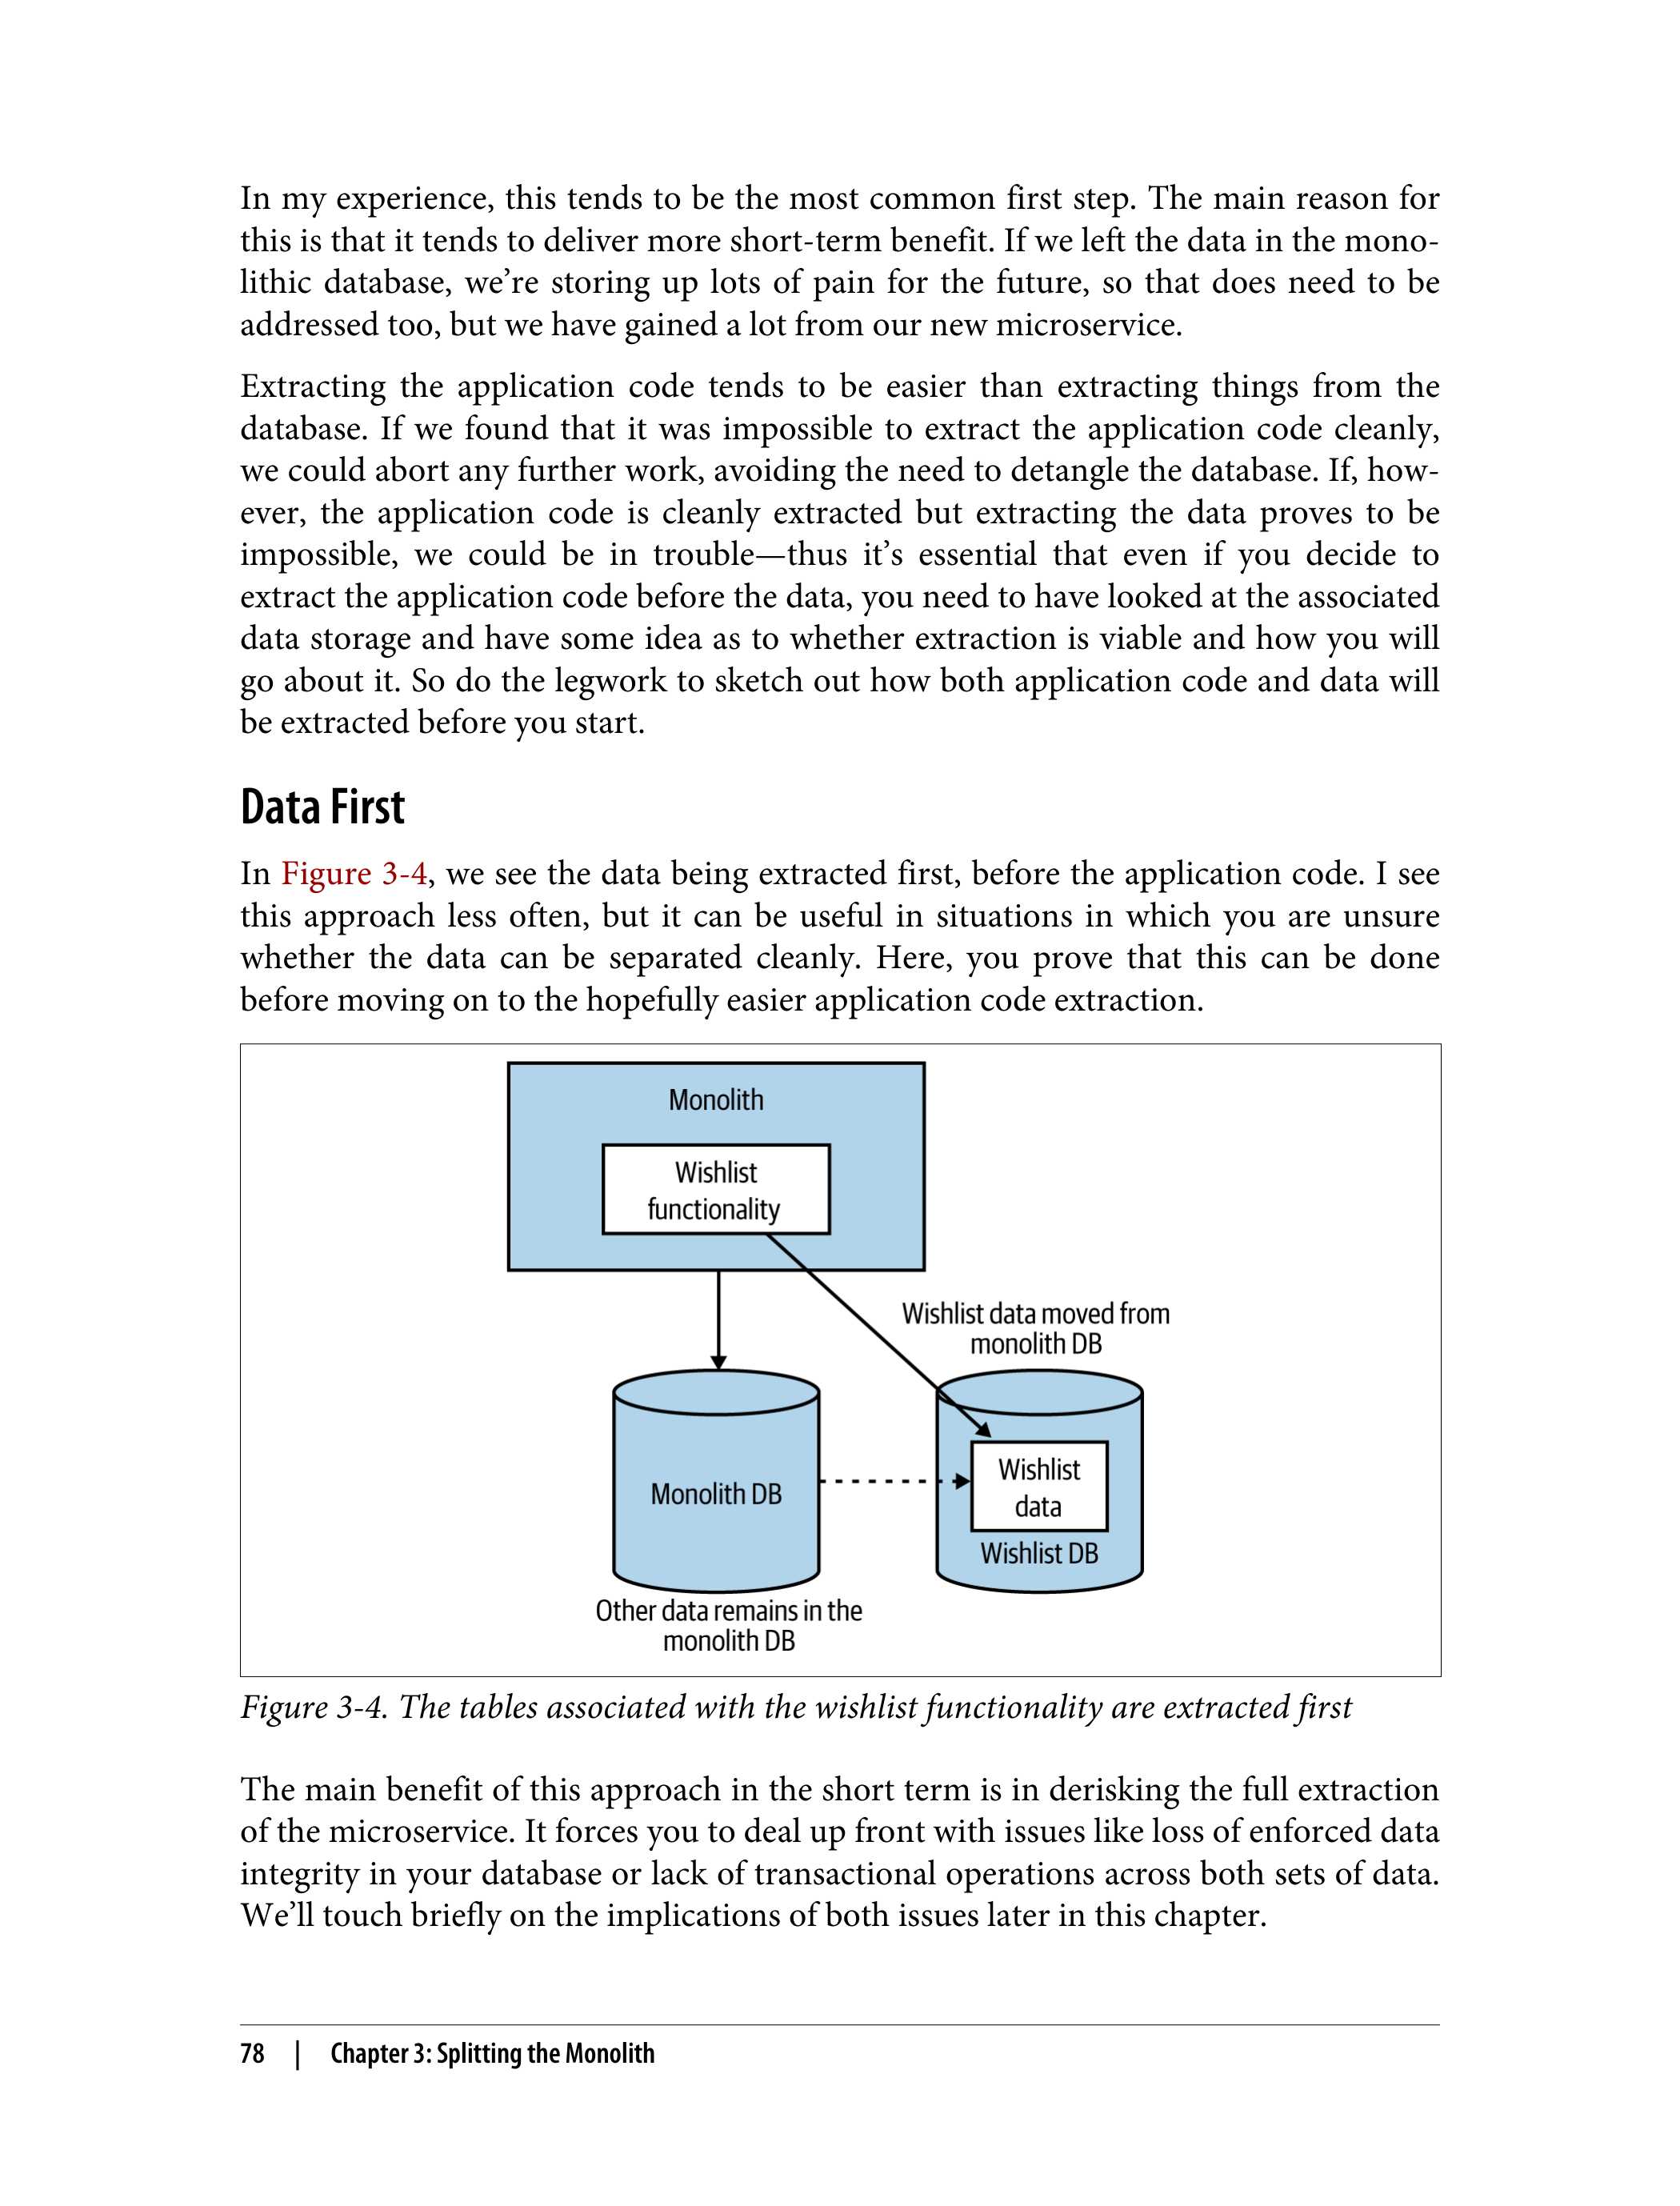 In my experience, this tends to be the most common first step. The main reason for
this is that it tends to deliver more short-term benefit. If we left the data in the mono-
lithic database, we’re storing up lots of pain for the future, so that does need to be
addressed too, but we have gained a lot from our new microservice.
Extracting the application code tends to be easier than extracting things from the
database. If we found that it was impossible to extract the application code cleanly,
we could abort any further work, avoiding the need to detangle the database. If, how-
ever, the application code is cleanly extracted but extracting the data proves to be
impossible, we could be in trouble—thus it’s essential that even if you decide to
extract the application code before the data, you need to have looked at the associated
data storage and have some idea as to whether extraction is viable and how you will
go about it. So do the legwork to sketch out how both application code and data will
be extracted before you start.
Data First
In Figure 3-4, we see the data being extracted first, before the application code. I see
this approach less often, but it can be useful in situations in which you are unsure
whether the data can be separated cleanly. Here, you prove that this can be done
before moving on to the hopefully easier application code extraction.
Monolith
Wishlist
functionality
Wishlist data moved from
monolith DB
Monolith DB
Wishlist
data
Wishlist DB
Other data remains in the
monolith DB
Figure 3-4. The tables associated with the wishlist functionality are extracted first
The main benefit of this approach in the short term is in derisking the full extraction
of the microservice. It forces you to deal up front with issues like loss of enforced data
integrity in your database or lack of transactional operations across both sets of data.
We’ll touch briefly on the implications of both issues later in this chapter.
78 | Chapter 3: Splitting the Monolith